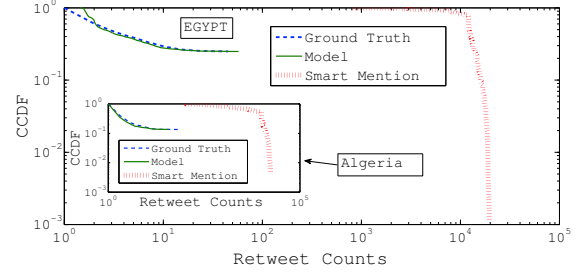 EGYPT
Ground Truth
Model
Smart Mention
CCDF
10^0
10^-1
10^-2
10^-3
10^0
10^1
10^2
10^3
10^4
10^5
Retweet Counts
Ground Truth
Model
Smart Mention
CCDF
10^0
10^-1
10^-2
10^-3
10^0
10^5
Retweet Counts
Algeria